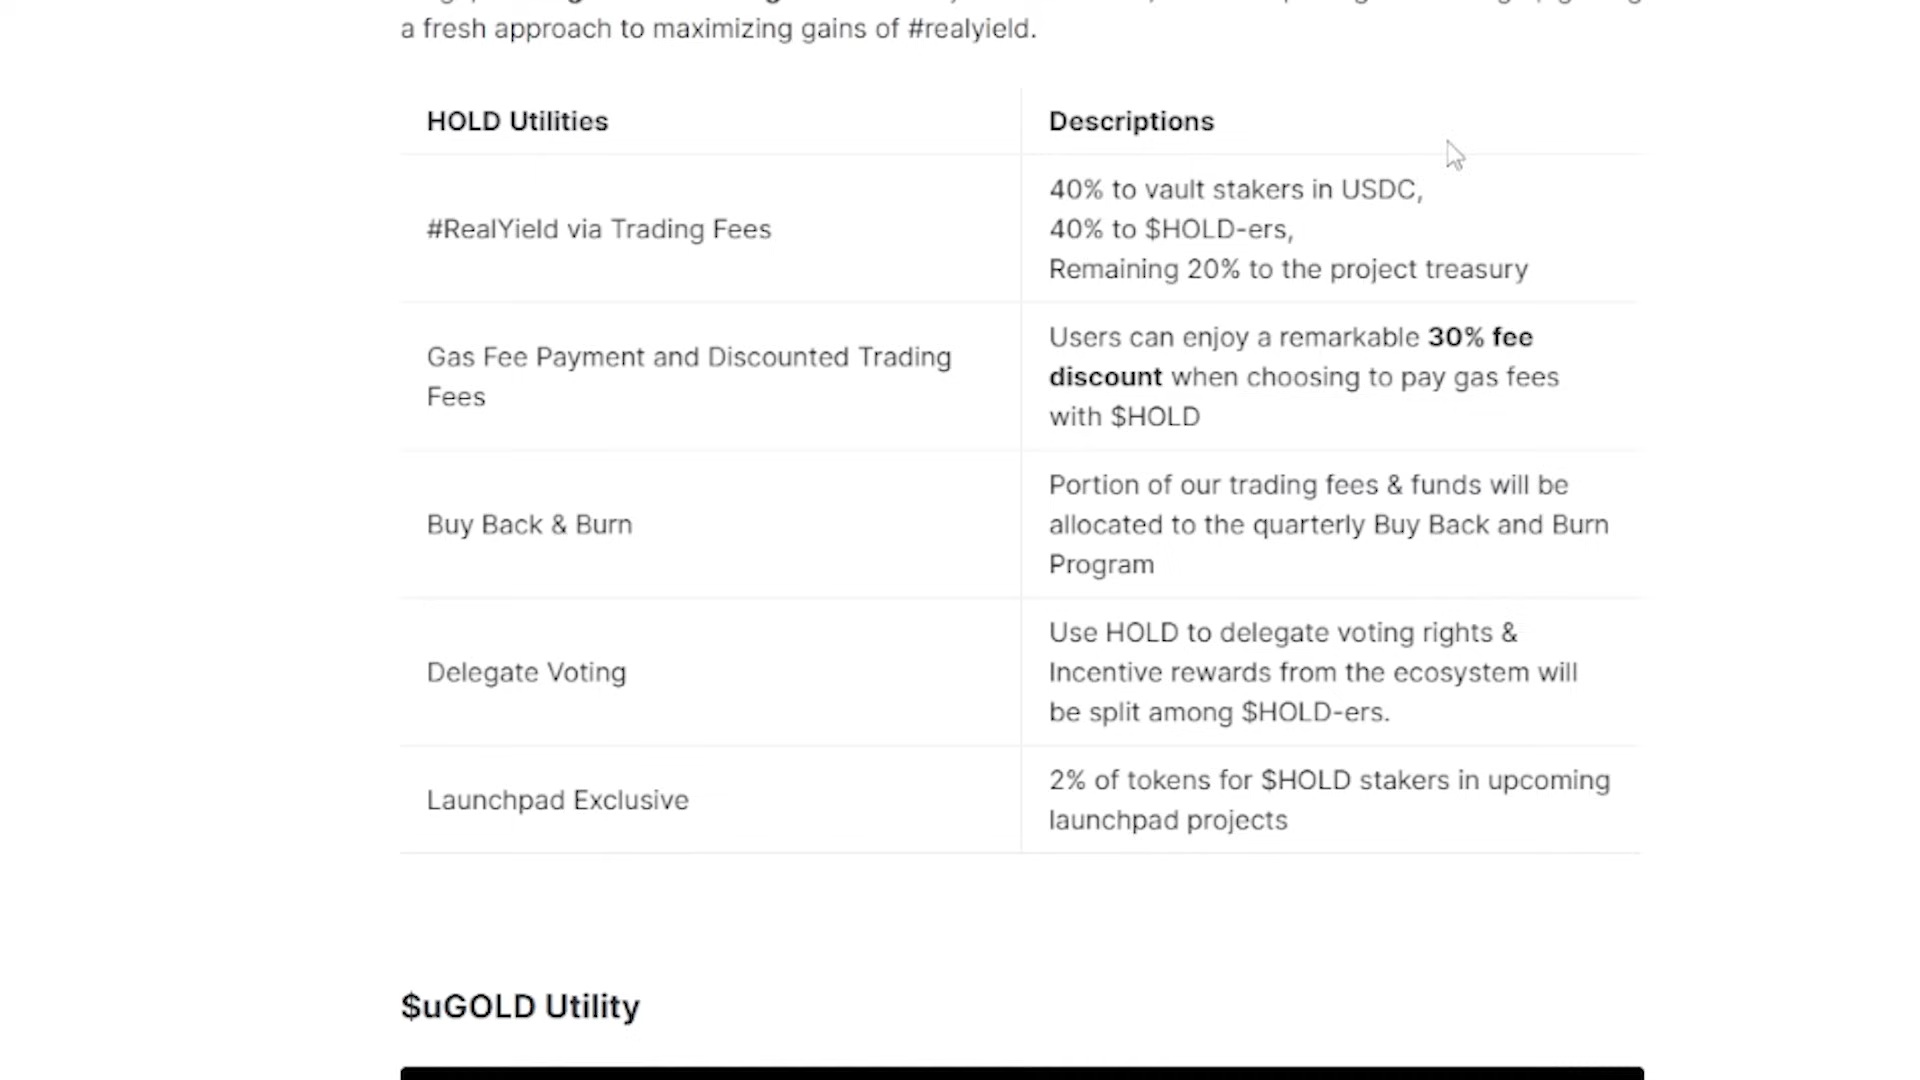 a fresh approach to maximizing gains of #realyield.
HOLD Utilities
Descriptions
#RealYield via Trading Fees
40% to vault stakers in USDC,
40% to $HOLD-ers,
Remaining 20% to the project treasury
Gas Fee Payment and Discounted Trading
Fees
Users can enjoy a remarkable 30% fee
discount when choosing to pay gas fees
with $HOLD
Buy Back & Burn
Portion of our trading fees & funds will be
allocated to the quarterly Buy Back and Burn
Program
Delegate Voting
Use HOLD to delegate voting rights &
Incentive rewards from the ecosystem will
be split among $HOLD-ers.
Launchpad Exclusive
2% of tokens for $HOLD stakers in upcoming
launchpad projects
$uGOLD Utility